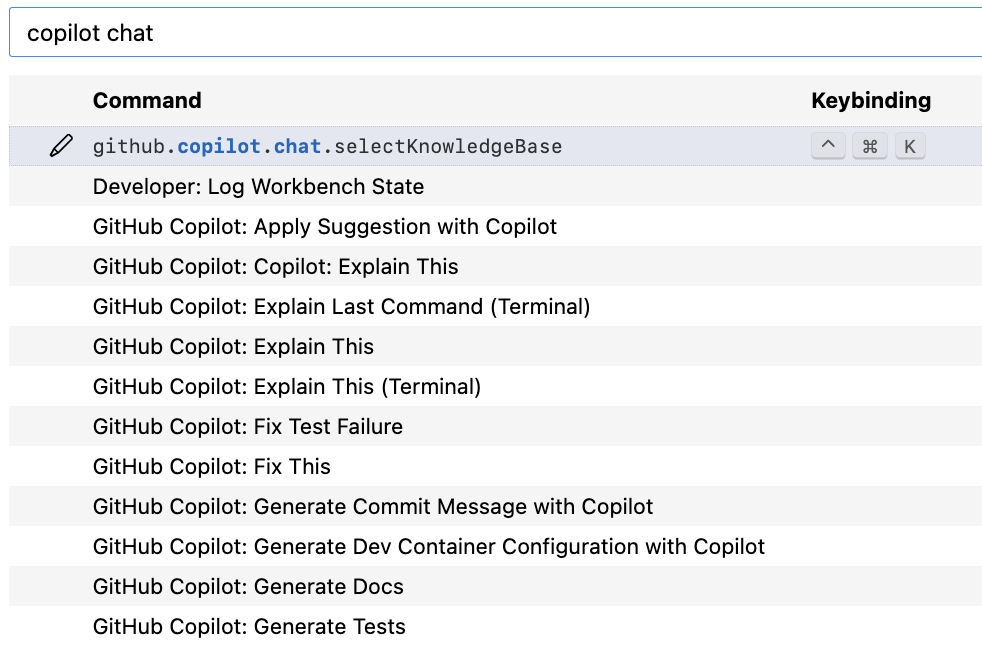 copilot chat
Command Keybinding
github.copilot.chat.selectKnowledgeBase ^ ⌘ K
Developer: Log Workbench State
GitHub Copilot: Apply Suggestion with Copilot
GitHub Copilot: Copilot: Explain This
GitHub Copilot: Explain Last Command (Terminal)
GitHub Copilot: Explain This
GitHub Copilot: Explain This (Terminal)
GitHub Copilot: Fix Test Failure
GitHub Copilot: Fix This
GitHub Copilot: Generate Commit Message with Copilot
GitHub Copilot: Generate Dev Container Configuration with Copilot
GitHub Copilot: Generate Docs
GitHub Copilot: Generate Tests